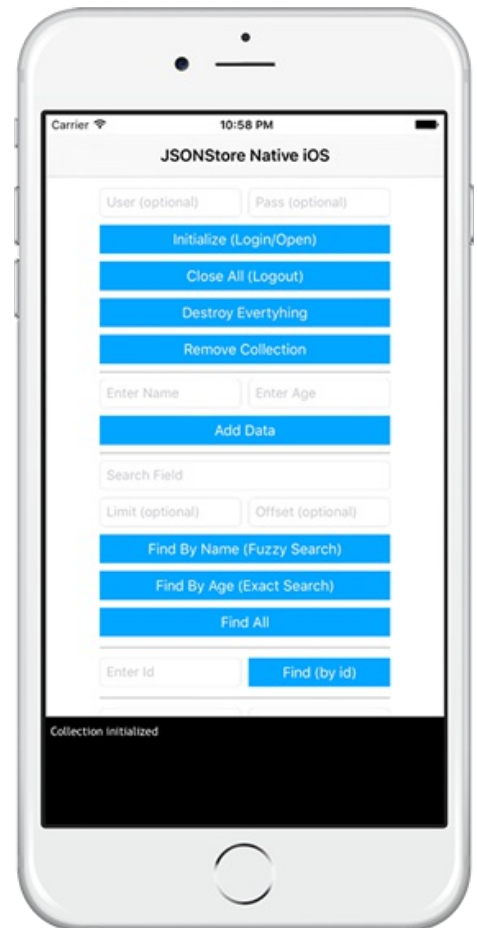 Carrier 10:58 PM
JSONStore Native iOS
User (optional) Pass (optional)
Initialize (Login/Open)
Close All (Logout)
Destroy Evertyhing
Remove Collection
Enter Name Enter Age
Add Data
Search Field
Limit (optional) Offset (optional)
Find By Name (Fuzzy Search)
Find By Age (Exact Search)
Find All
Enter Id Find (by id)
Collection initialized